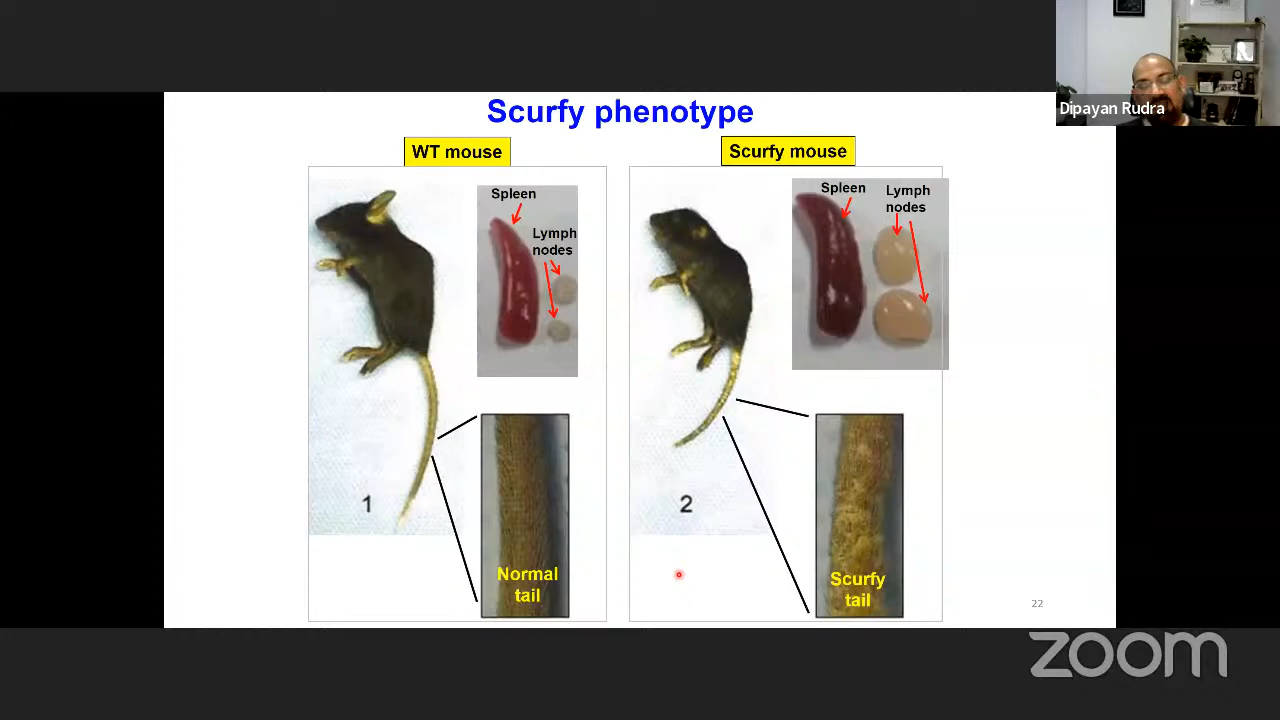 Dipayan Rudra
Scurfy phenotype
WT mouse
Spleen
Lymph
nodes
1
Normal
tail
Scurfy mouse
Spleen
Lymph
nodes
2
Scurfy
tail
22
zoom